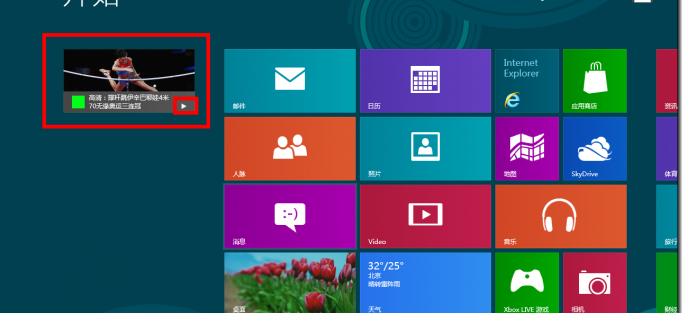 开始
高清：撑杆跳伊辛巴耶娃4米
70无缘奥运三连冠
邮件
日历
Internet
Explorer
应用商店
资讯
人脉
照片
地图
SkyDrive
体育
:-)
消息
Video
音乐
旅行
桌面
32°/25°
北京
晴转雷阵雨
天气
Xbox LIVE 游戏
相机
财经